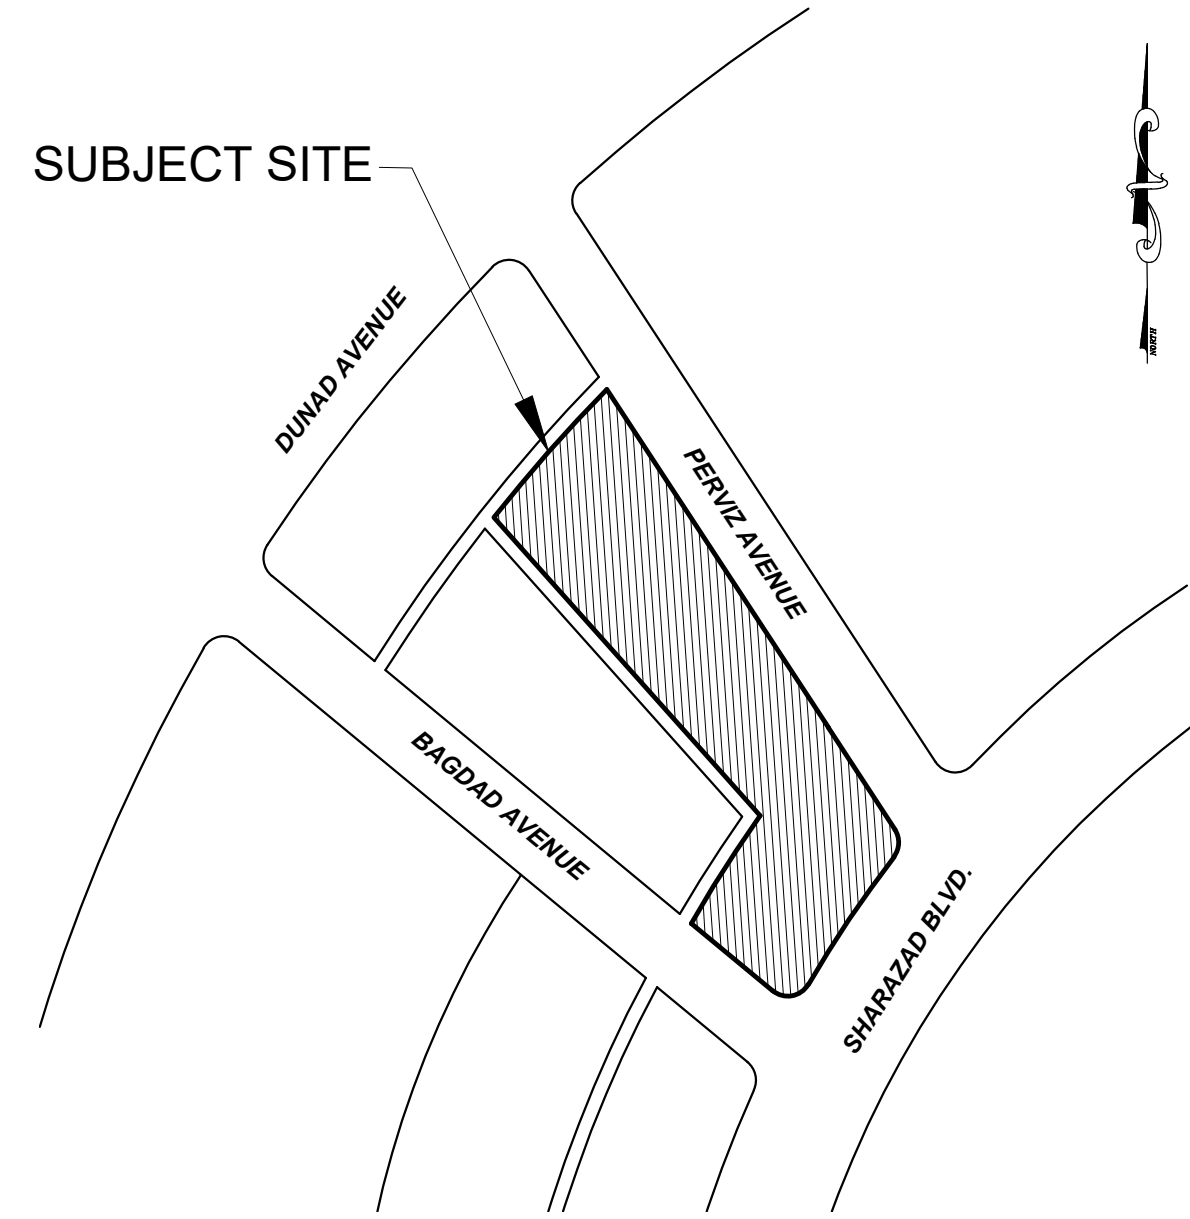 SUBJECT SITE
DUNAD AVENUE
NORTH
PERVIZ AVENUE
BAGDAD AVENUE
SHARAZAD BLVD.